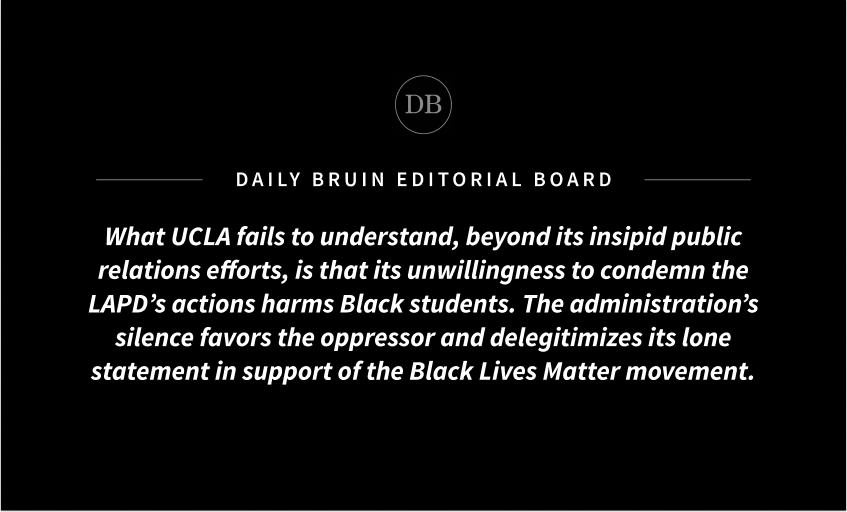 DB
DAILY BRUIN EDITORIAL BOARD
What UCLA fails to understand, beyond its insipid public
relations efforts, is that its unwillingness to condemn the
LAPD’s actions harms Black students. The administration’s
silence favors the oppressor and delegitimizes its lone
statement in support of the Black Lives Matter movement.